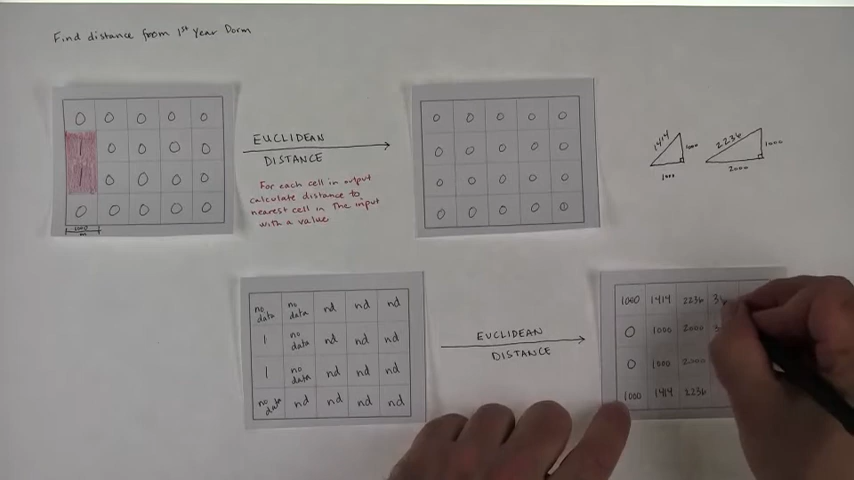 Find distance from 1st Year Dorm
0 0 0 0 0
1 0 0 0 0
1 0 0 0 0
0 0 0 0 0
1000
m
EUCLIDEAN
DISTANCE
For each cell in output
calculate distance to
nearest cell in the input
with a value
0 0 0 0 0
0 0 0 0 0
0 0 0 0 0
0 0 0 0 0
1414
1000
1000
2236
1000
2000
no data no data nd nd nd
1 no data nd nd nd
1 no data nd nd nd
no data nd nd nd nd
EUCLIDEAN
DISTANCE
1000 1414 2236
0 1000 2000
0 1000 2000
1000 1414 2236